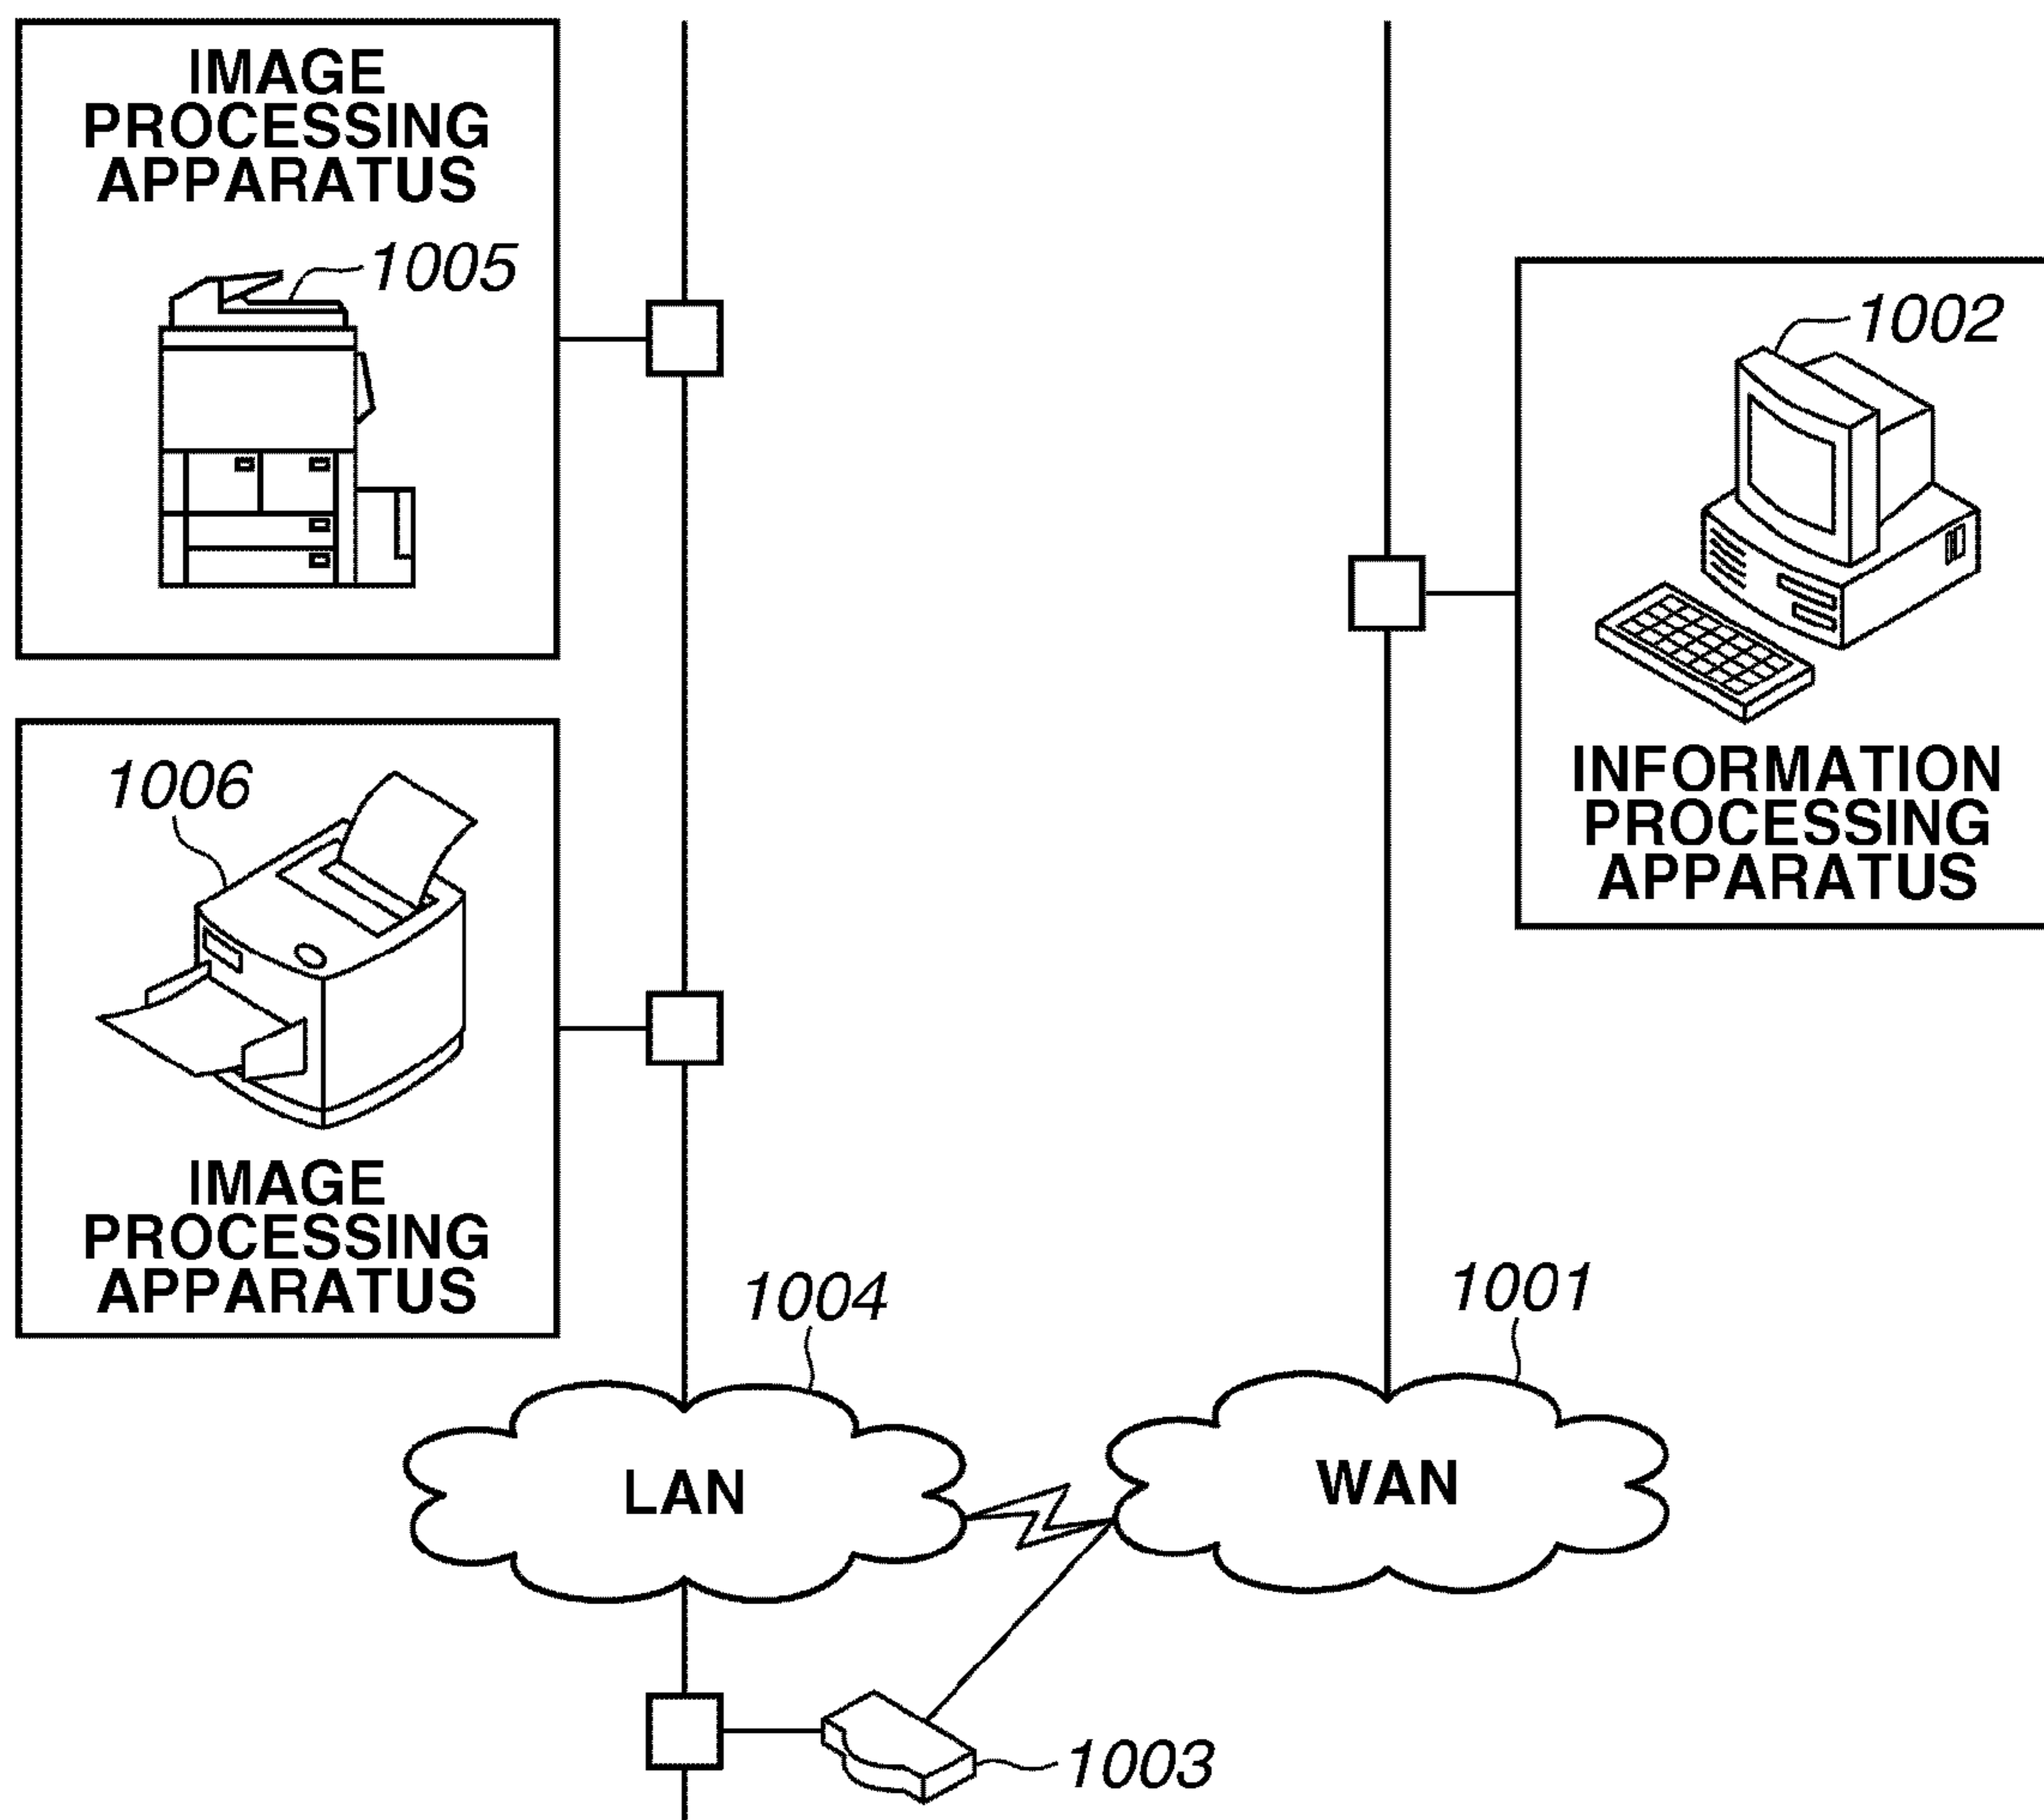 IMAGE
PROCESSING
APPARATUS
1005
1002
INFORMATION
PROCESSING
APPARATUS
1006
IMAGE
PROCESSING
APPARATUS
1004
1001
LAN
WAN
1003